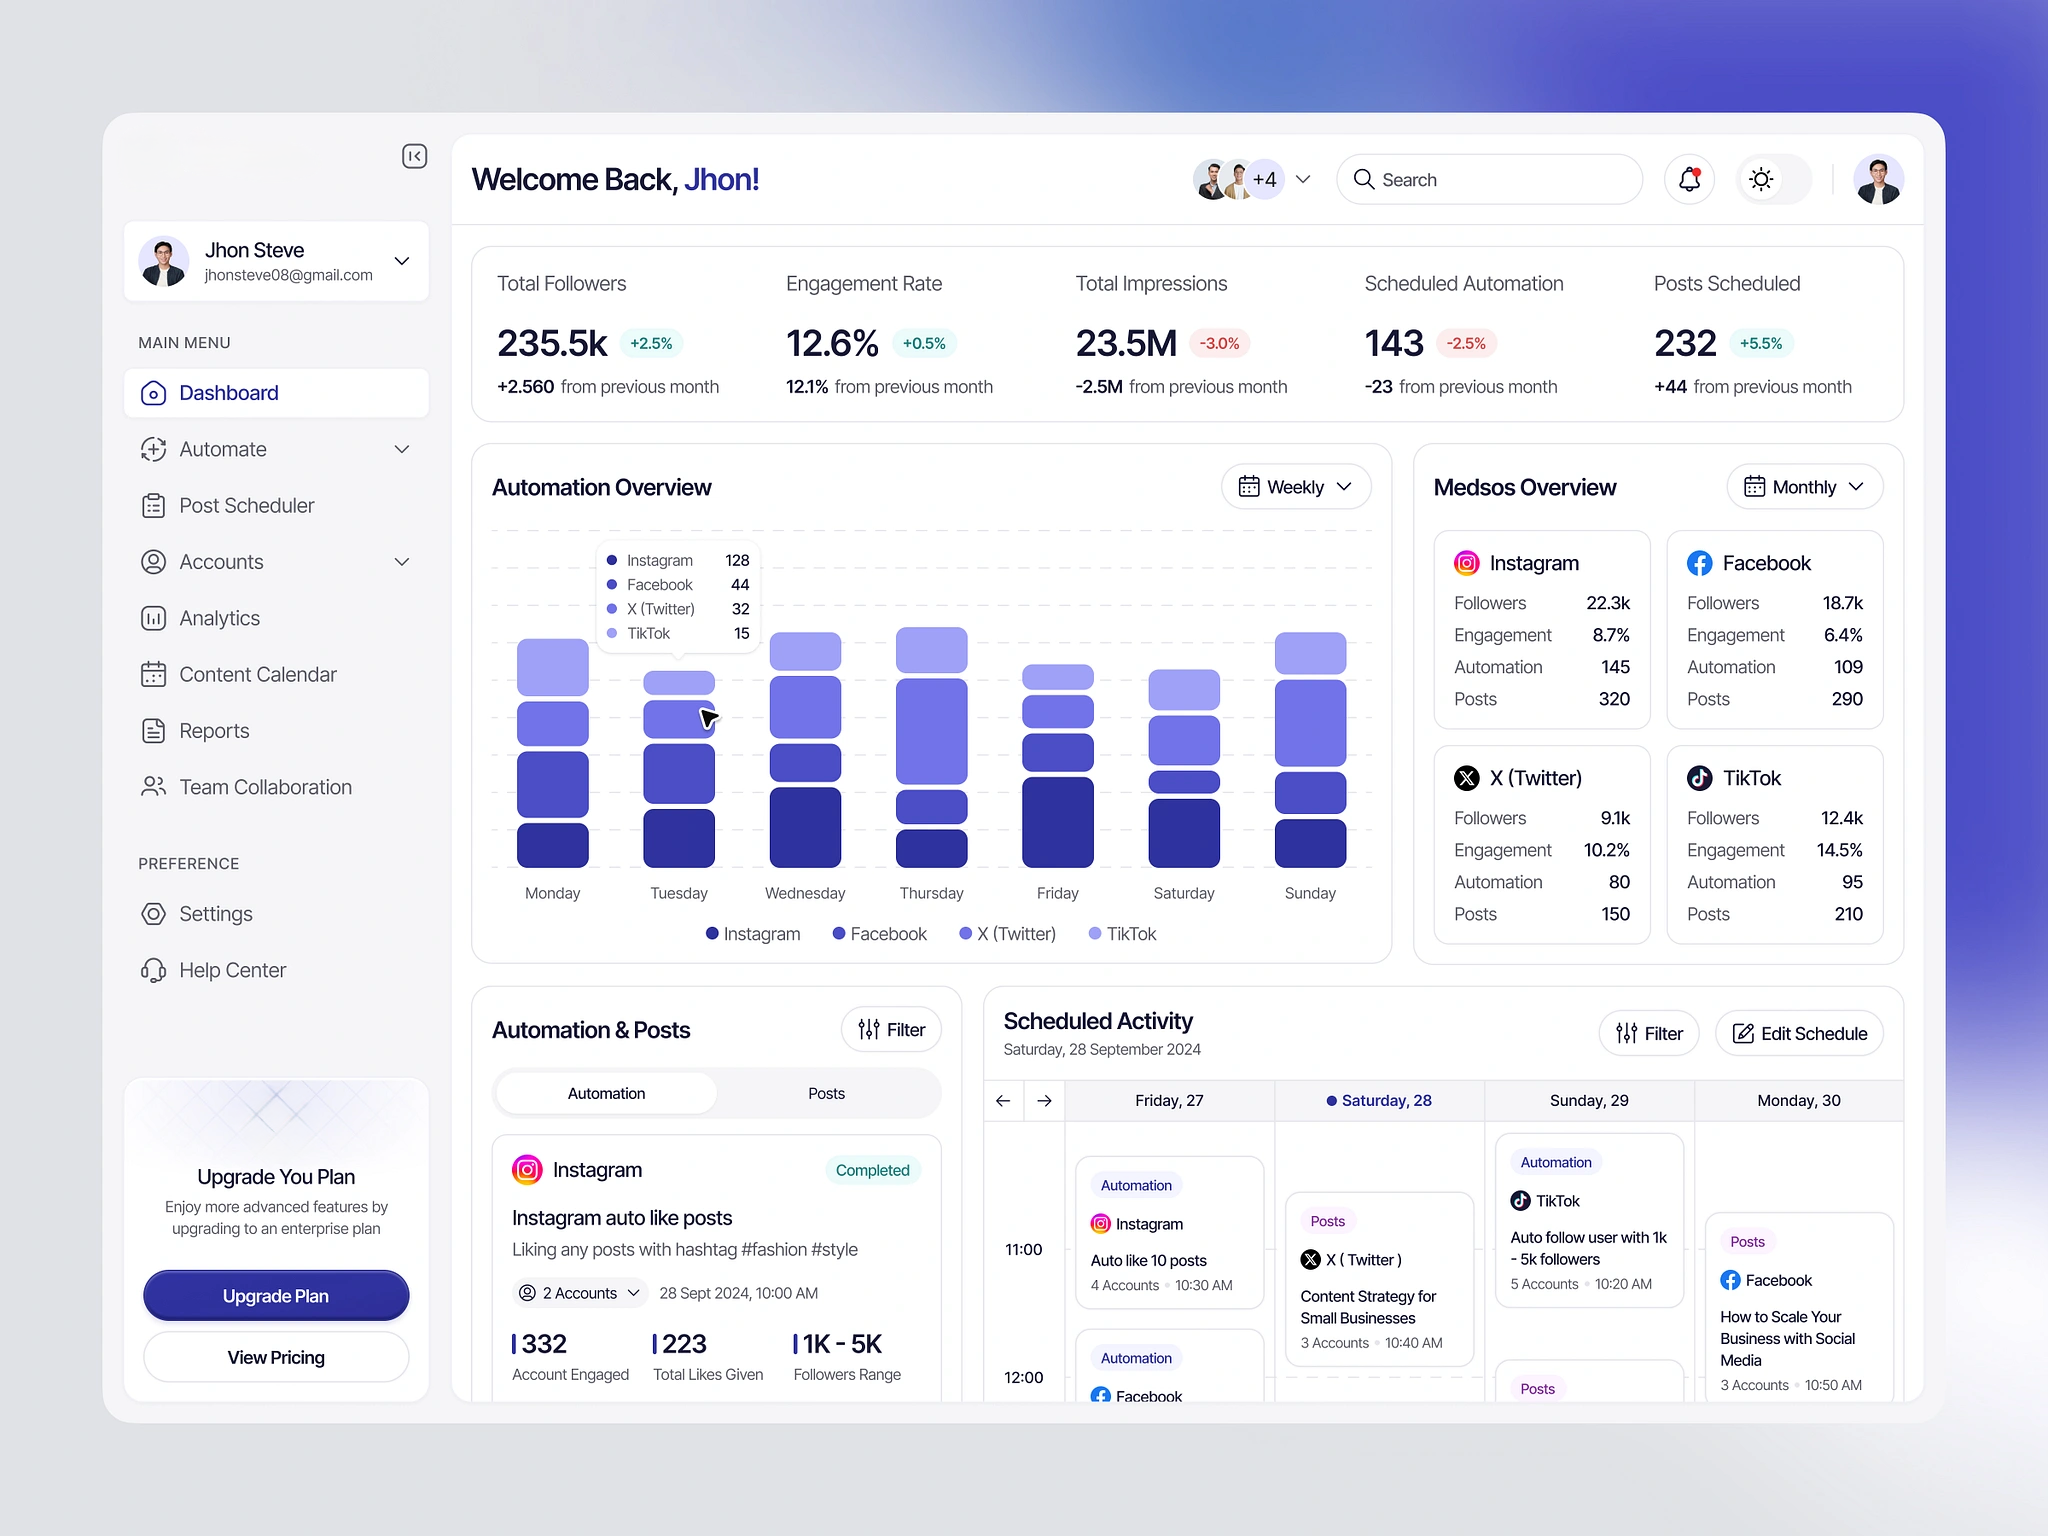 Welcome Back, Jhon!
+4
Search
Jhon Steve
jhonsteve08@gmail.com
MAIN MENU
Dashboard
Automate
Post Scheduler
Accounts
Analytics
Content Calendar
Reports
Team Collaboration
PREFERENCE
Settings
Help Center
Upgrade You Plan
Enjoy more advanced features by
upgrading to an enterprise plan
Upgrade Plan
View Pricing
Total Followers
235.5k +2.5%
+2.560 from previous month
Engagement Rate
12.6% +0.5%
12.1% from previous month
Total Impressions
23.5M -3.0%
-2.5M from previous month
Scheduled Automation
143 -2.5%
-23 from previous month
Posts Scheduled
232 +5.5%
+44 from previous month
Automation Overview
Weekly
Instagram 128
Facebook 44
X (Twitter) 32
TikTok 15
Monday Tuesday Wednesday Thursday Friday Saturday Sunday
Instagram Facebook X (Twitter) TikTok
Medsos Overview
Monthly
Instagram
Followers 22.3k
Engagement 8.7%
Automation 145
Posts 320
Facebook
Followers 18.7k
Engagement 6.4%
Automation 109
Posts 290
X (Twitter)
Followers 9.1k
Engagement 10.2%
Automation 80
Posts 150
TikTok
Followers 12.4k
Engagement 14.5%
Automation 95
Posts 210
Automation & Posts
Filter
Automation Posts
Instagram Completed
Instagram auto like posts
Liking any posts with hashtag #fashion #style
2 Accounts 28 Sept 2024, 10:00 AM
332
Account Engaged
223
Total Likes Given
1K - 5K
Followers Range
Scheduled Activity
Saturday, 28 September 2024
Filter
Edit Schedule
Friday, 27 Saturday, 28 Sunday, 29 Monday, 30
11:00
12:00
Automation
Instagram
Auto like 10 posts
4 Accounts 10:30 AM
Automation
Facebook
Posts
X ( Twitter )
Content Strategy for
Small Businesses
3 Accounts 10:40 AM
Automation
TikTok
Auto follow user with 1k
- 5k followers
5 Accounts 10:20 AM
Posts
Posts
Facebook
How to Scale Your
Business with Social
Media
3 Accounts 10:50 AM